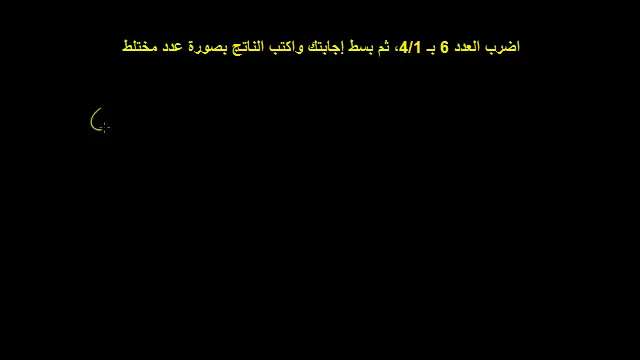 اضرب العدد 6 بـ 4/1، ثم بسط إجابتك واكتب الناتج بصورة عدد مختلط